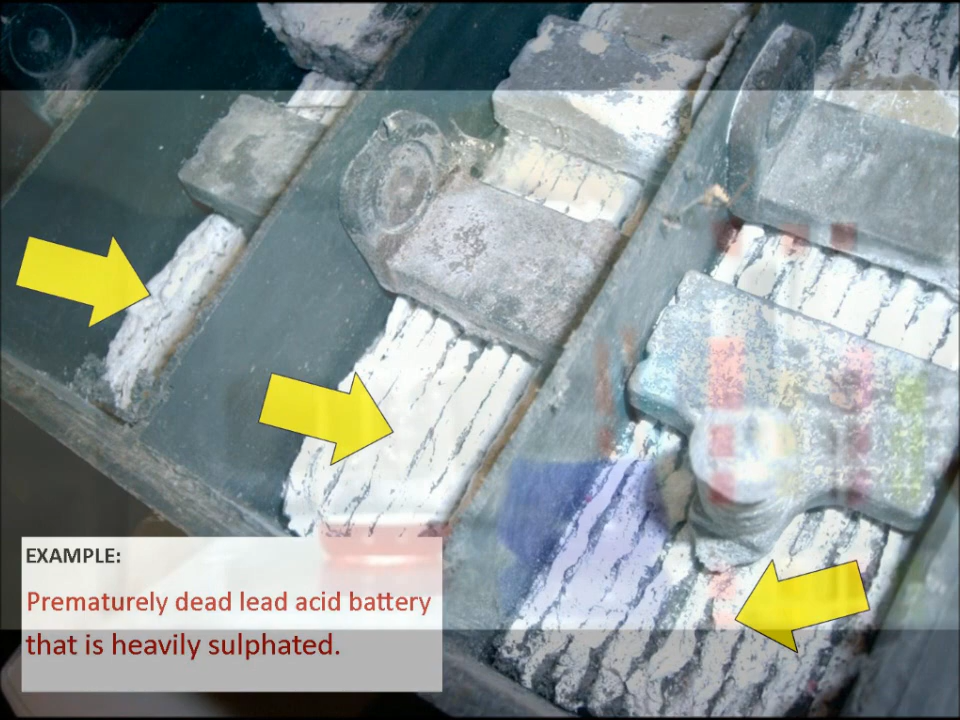 EXAMPLE:
Prematurely dead lead acid battery
that is heavily sulphated.